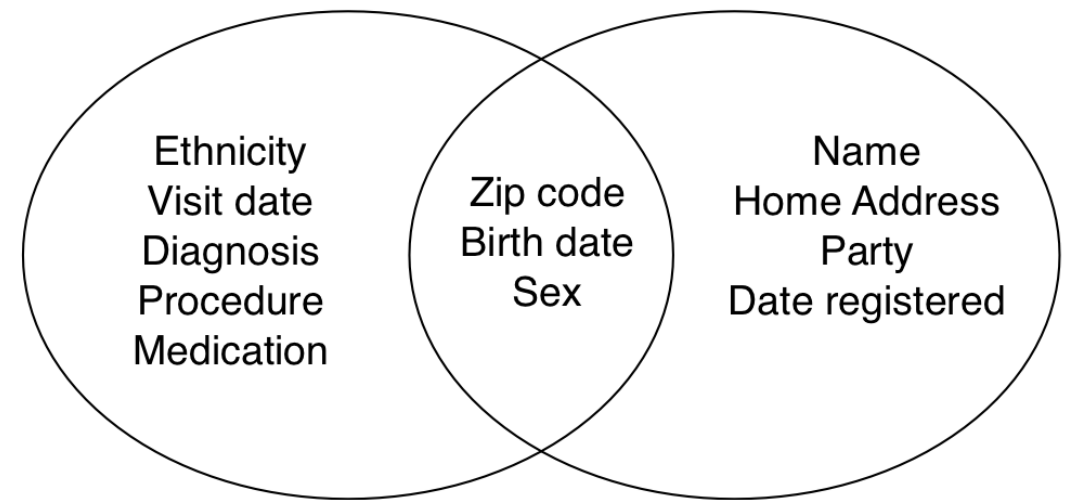 Ethnicity
Visit date
Diagnosis
Procedure
Medication
Zip code
Birth date
Sex
Name
Home Address
Party
Date registered